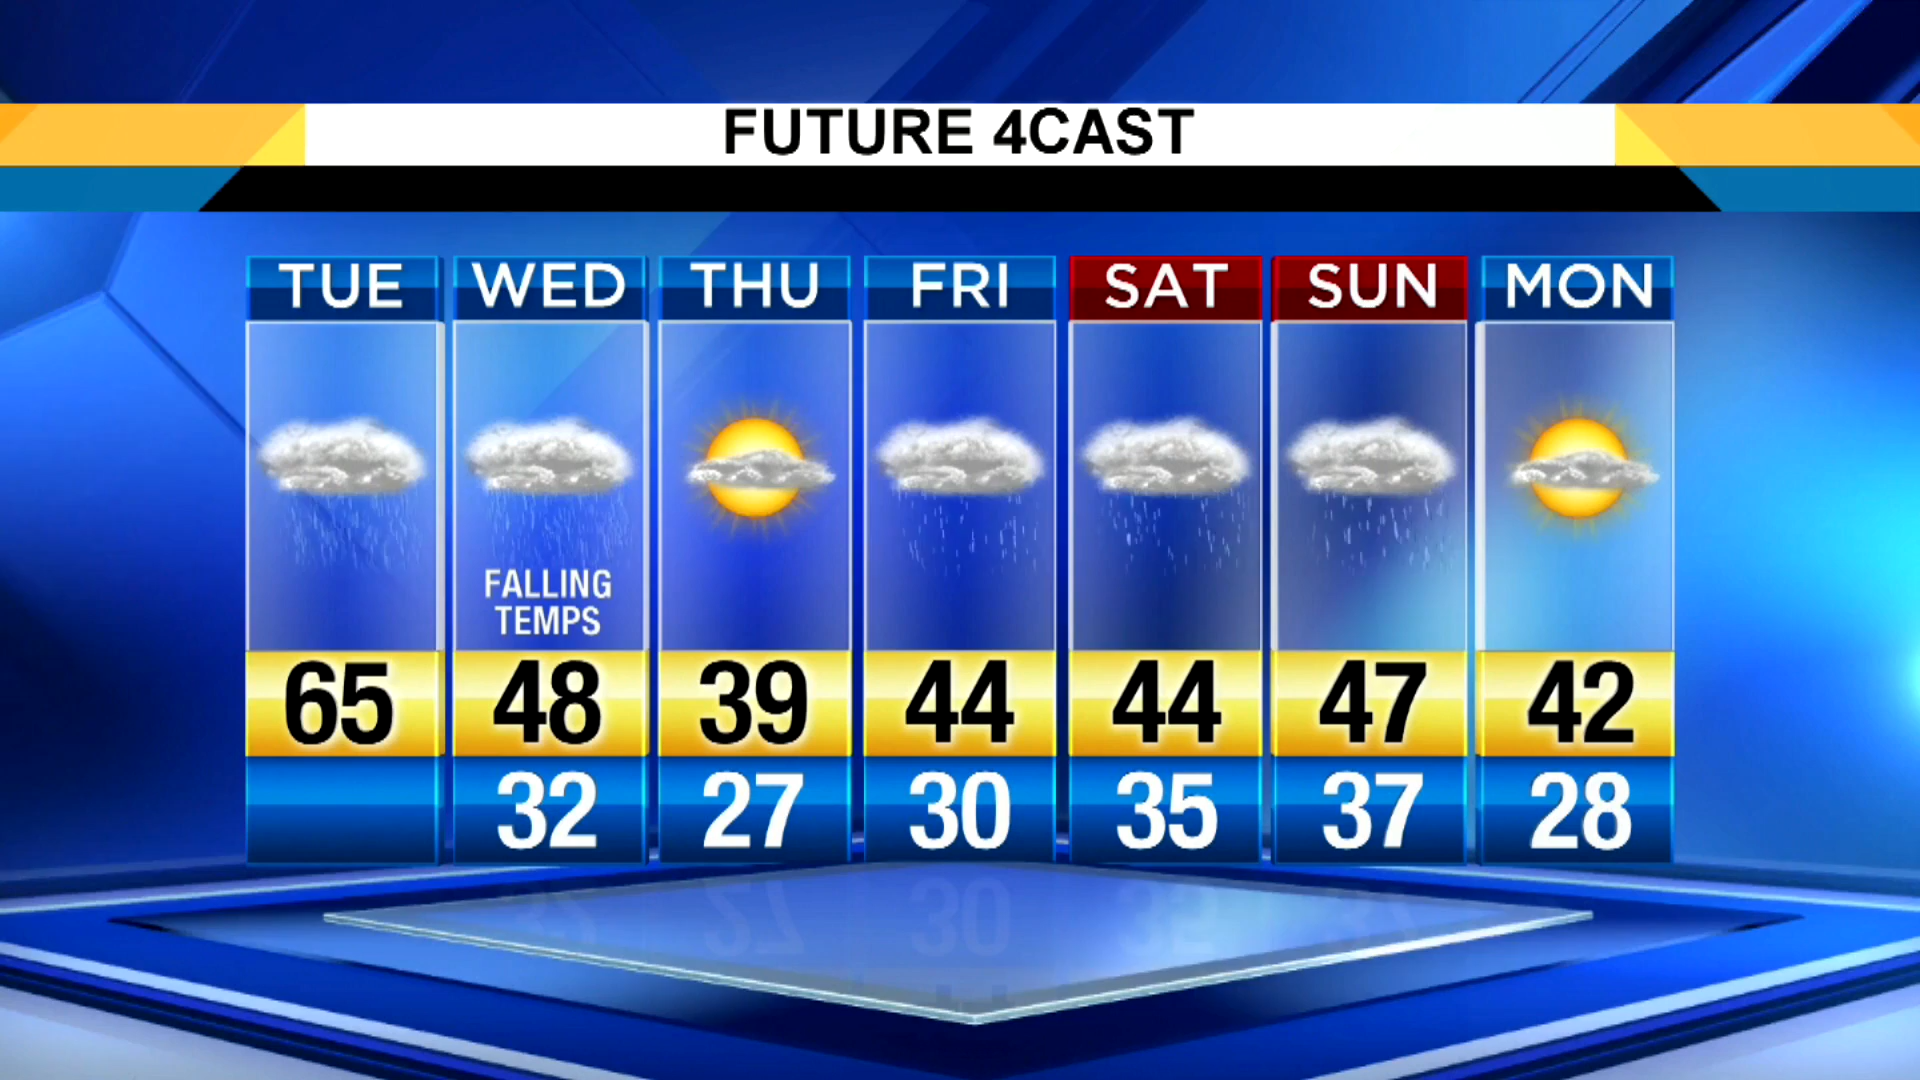 FUTURE 4CAST
TUE WED THU FRI SAT SUN MON
FALLING
TEMPS
65 48 39 44 44 47 42
32 27 30 35 37 28